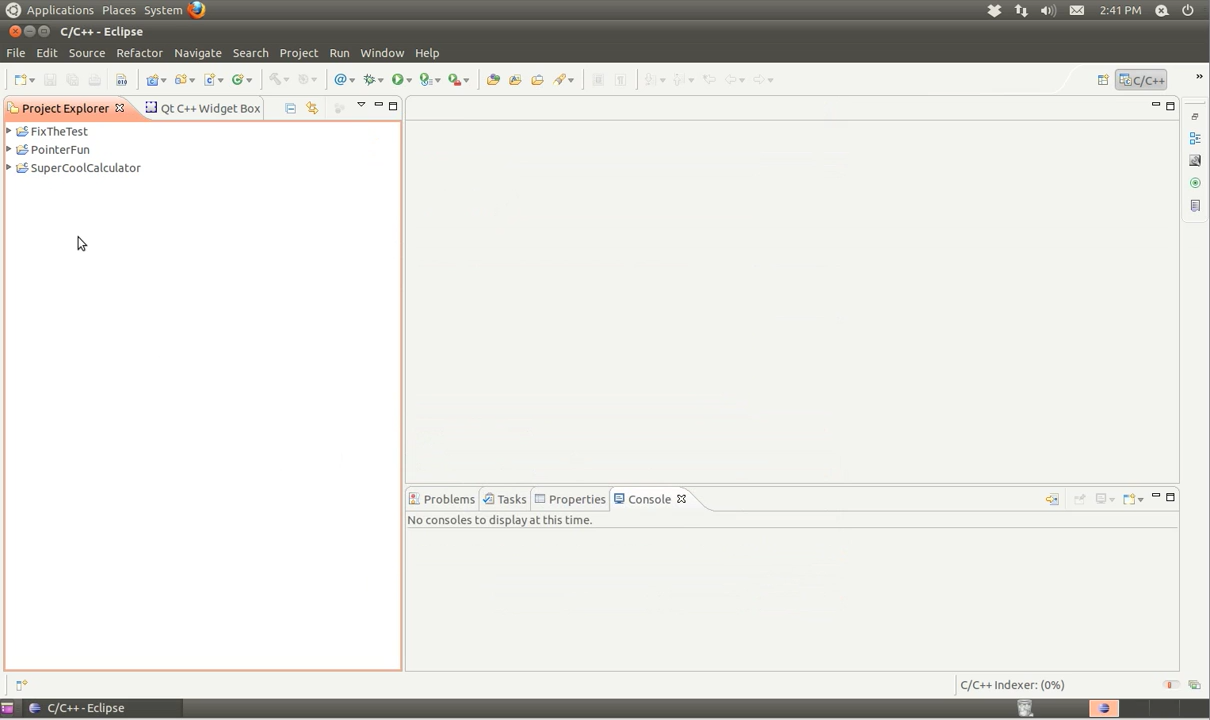 Applications Places System 2:41 PM
C/C++ - Eclipse
File Edit Source Refactor Navigate Search Project Run Window Help
C/C++ »
Project Explorer Qt C++ Widget Box
FixTheTest
PointerFun
SuperCoolCalculator
Problems Tasks Properties Console
No consoles to display at this time.
C/C++ Indexer: (0%)
C/C++ - Eclipse